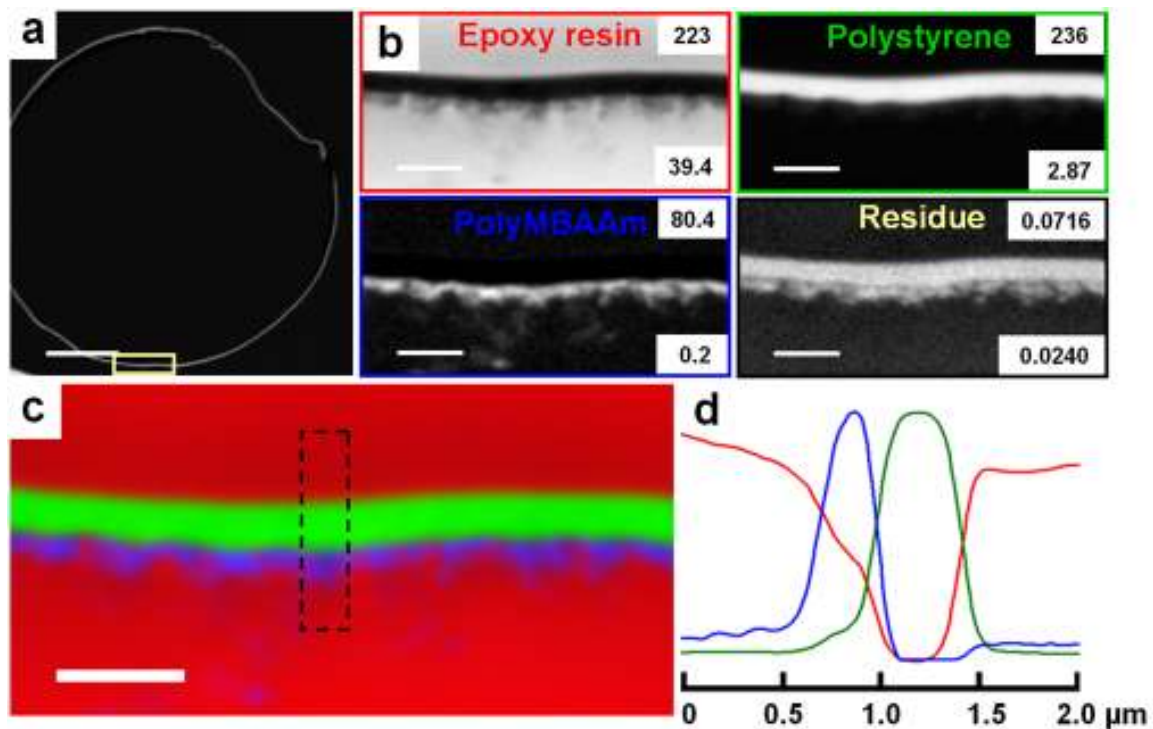 a
b
Epoxy resin
223
39.4
Polystyrene
236
2.87
PolyMBAAm
80.4
0.2
Residue
0.0716
0.0240
c
d
0 0.5 1.0 1.5 2.0 µm